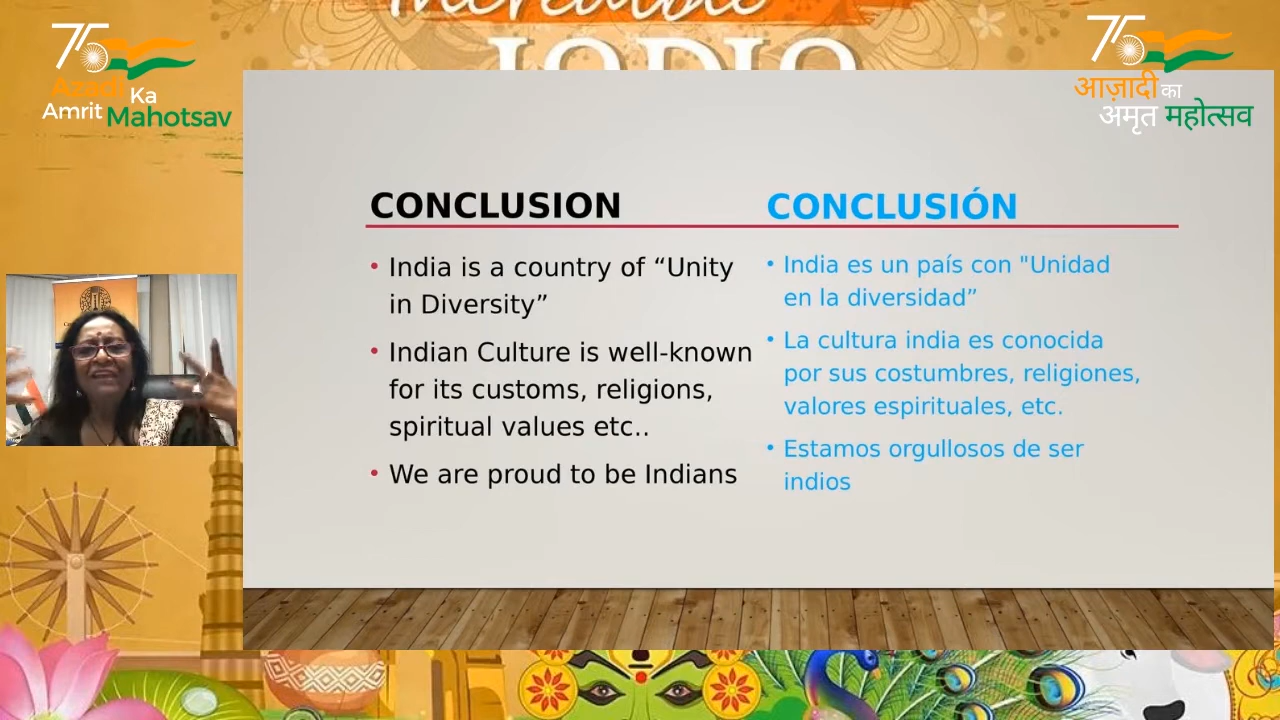 Incredible
INDIA
75
Azadi Ka
Amrit Mahotsav
75
आज़ादी का
अमृत महोत्सव
CONCLUSION
• India is a country of “Unity
in Diversity”
• Indian Culture is well-known
for its customs, religions,
spiritual values etc..
• We are proud to be Indians
CONCLUSIÓN
• India es un país con "Unidad
en la diversidad”
• La cultura india es conocida
por sus costumbres, religiones,
valores espirituales, etc.
• Estamos orgullosos de ser
indios